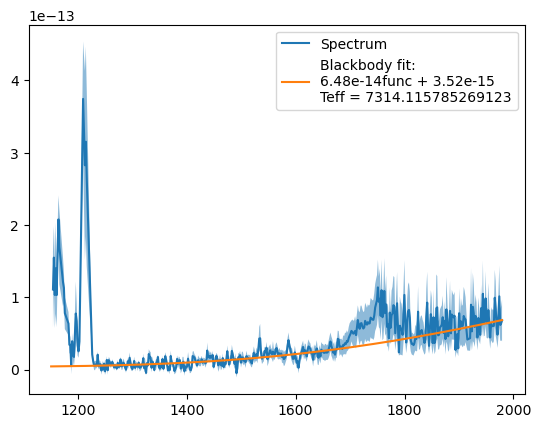 1e−13
Spectrum
Blackbody fit:
6.48e-14func + 3.52e-15
Teff = 7314.115785269123
4
3
2
1
0
1200
1400
1600
1800
2000